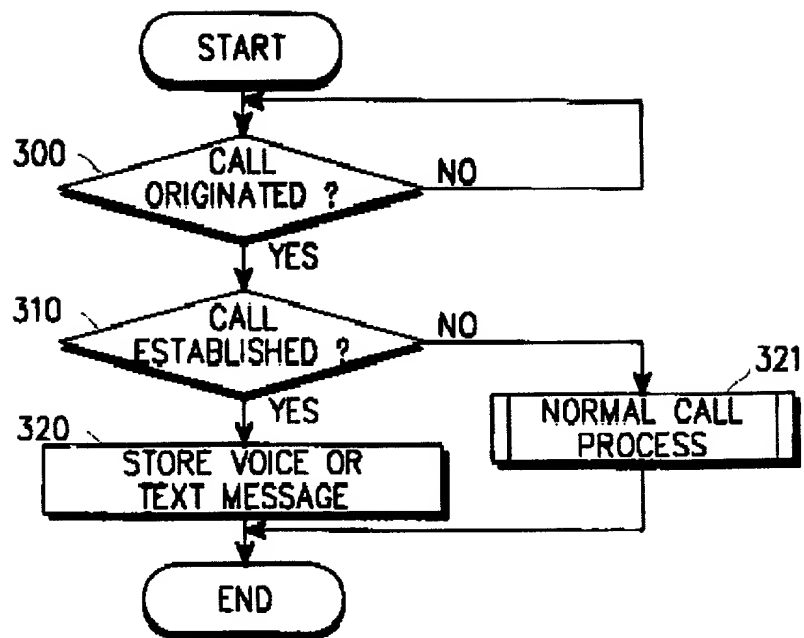 START
300
CALL
ORIGINATED ?
NO
YES
310
CALL
ESTABLISHED ?
NO
YES
321
NORMAL CALL
PROCESS
320
STORE VOICE OR
TEXT MESSAGE
END